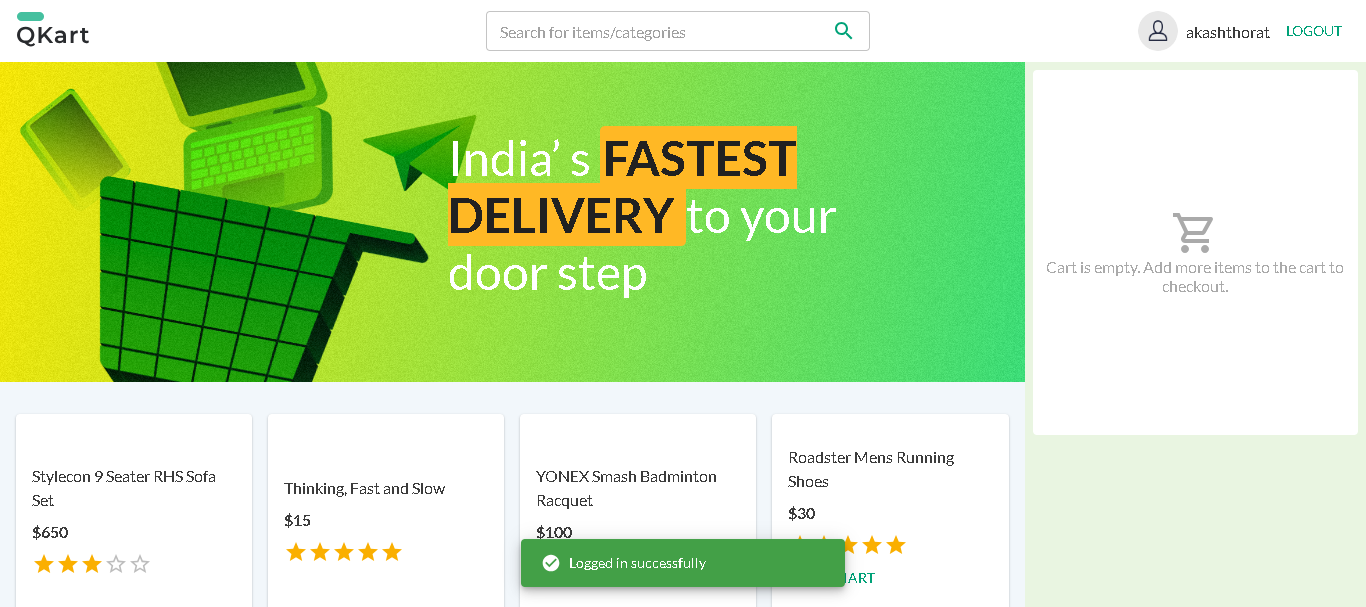 QKart
Search for items/categories
akashthorat
LOGOUT
India’ s FASTEST
DELIVERY to your
door step
Cart is empty. Add more items to the cart to
checkout.
Stylecon 9 Seater RHS Sofa
Set
$650
Thinking, Fast and Slow
$15
YONEX Smash Badminton
Racquet
$100
Roadster Mens Running
Shoes
$30
Logged in successfully